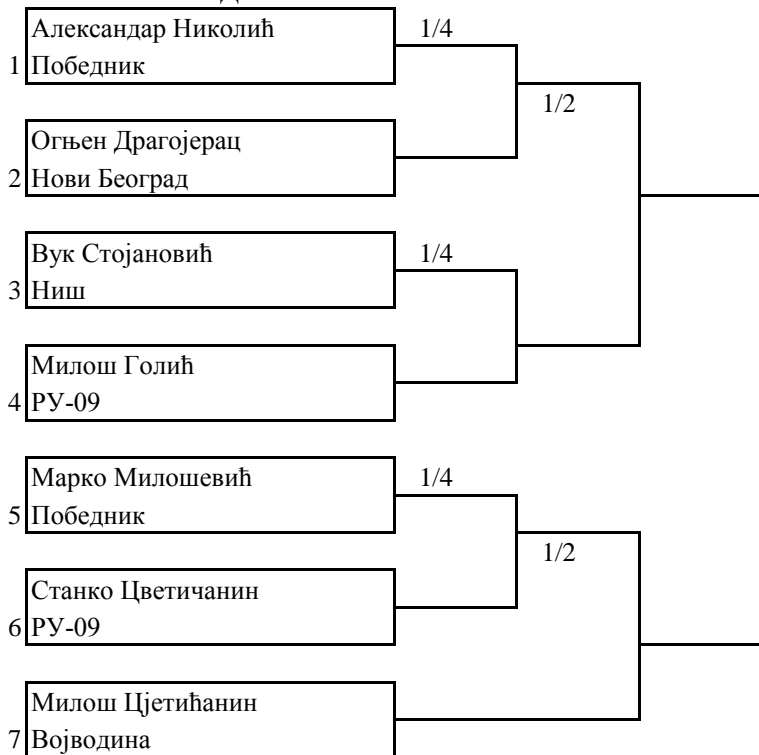 Александар Николић
1/4
1 Победник
1/2
Огњен Драгојерац
2 Нови Београд
Вук Стојановић
1/4
3 Ниш
Милош Голић
4 РУ-09
Марко Милошевић
1/4
5 Победник
1/2
Станко Цветичанин
6 РУ-09
Милош Цјетићанин
7 Војводина